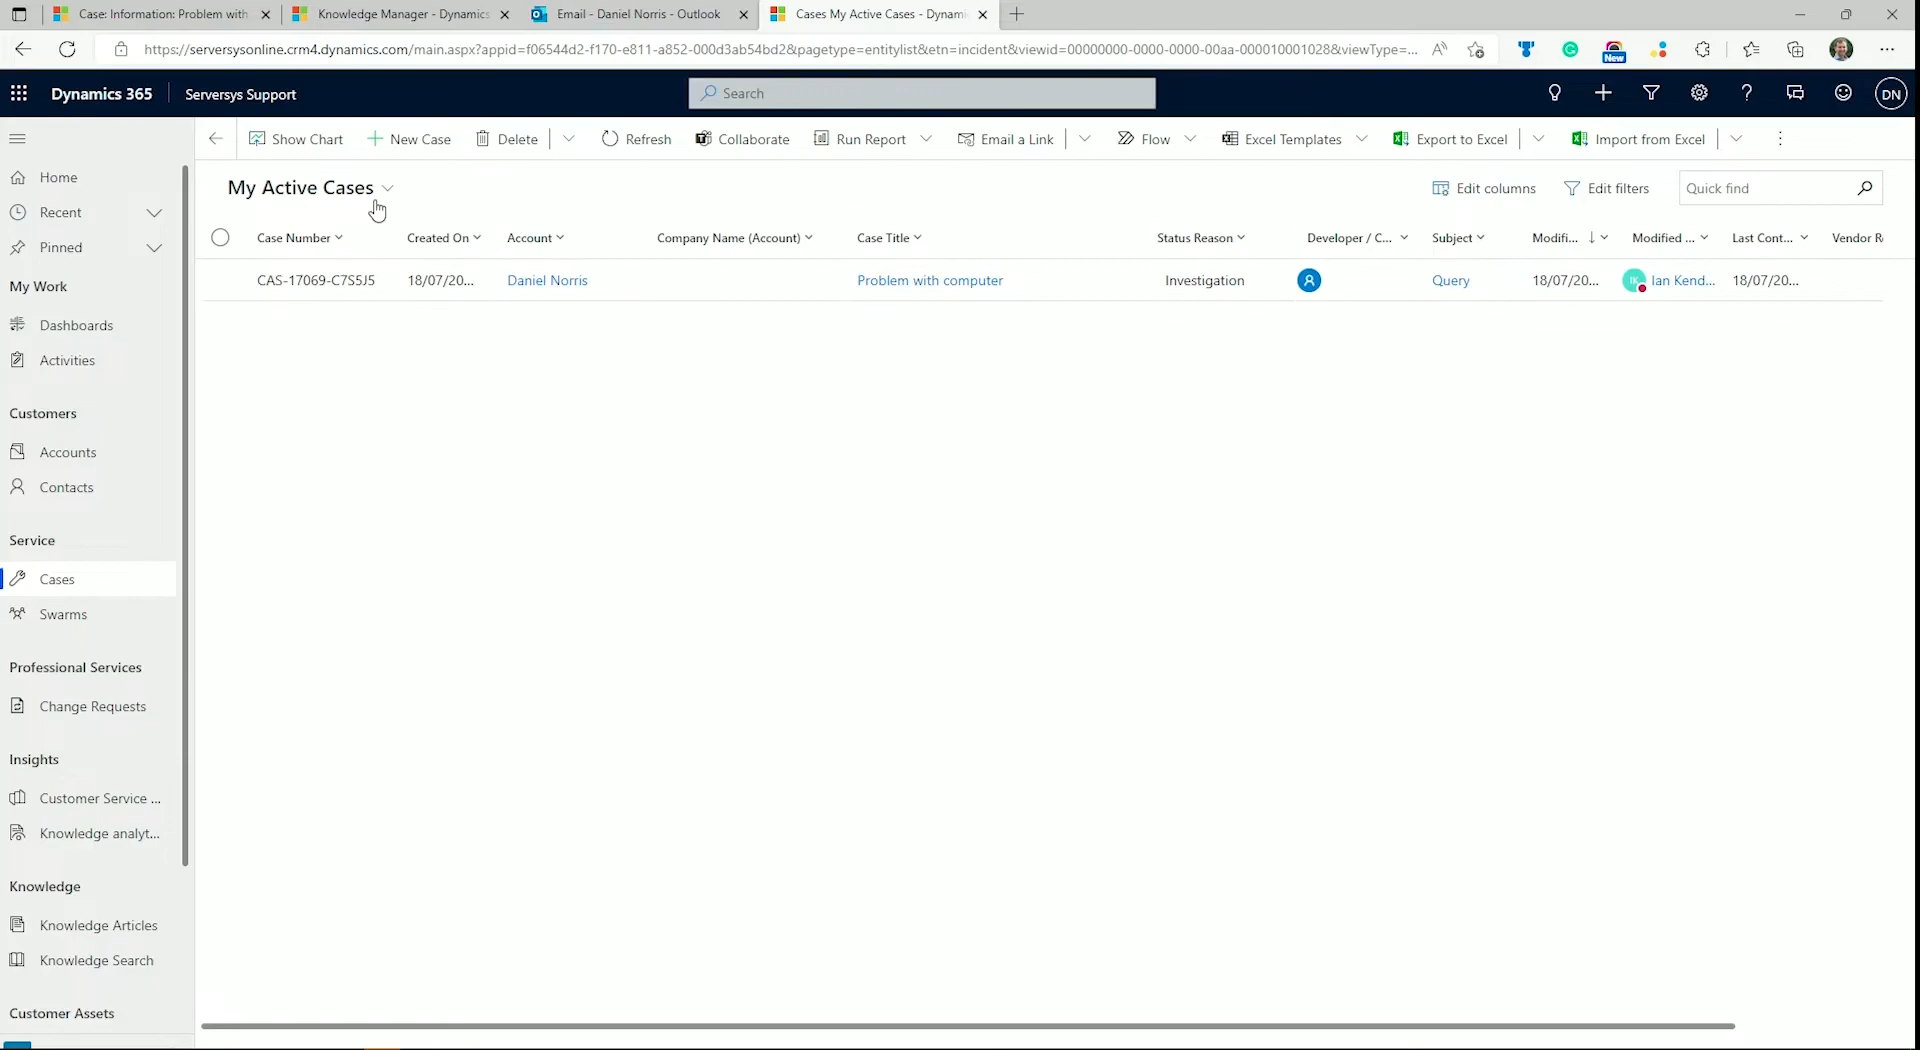 Case: Information: Problem with
Knowledge Manager - Dynamics
Email - Daniel Norris - Outlook
Cases My Active Cases - Dynami
https://serversysonline.crm4.dynamics.com/main.aspx?appid=f06544d2-f170-e811-a852-000d3ab54bd2&pagetype=entitylist&etn=incident&viewid=00000000-0000-0000-00aa-000010001028&viewType=...
New
Dynamics 365
Serversys Support
Search
DN
Show Chart
New Case
Delete
Refresh
Collaborate
Run Report
Email a Link
Flow
Excel Templates
Export to Excel
Import from Excel
Home
Recent
Pinned
My Work
Dashboards
Activities
Customers
Accounts
Contacts
Service
Cases
Swarms
Professional Services
Change Requests
Insights
Customer Service ...
Knowledge analyt...
Knowledge
Knowledge Articles
Knowledge Search
Customer Assets
My Active Cases
Edit columns
Edit filters
Quick find
Case Number
Created On
Account
Company Name (Account)
Case Title
Status Reason
Developer / C...
Subject
Modifi...
Modified ...
Last Cont...
Vendor R
CAS-17069-C7S5J5
18/07/20...
Daniel Norris
Problem with computer
Investigation
Query
18/07/20...
IK
Ian Kend...
18/07/20...